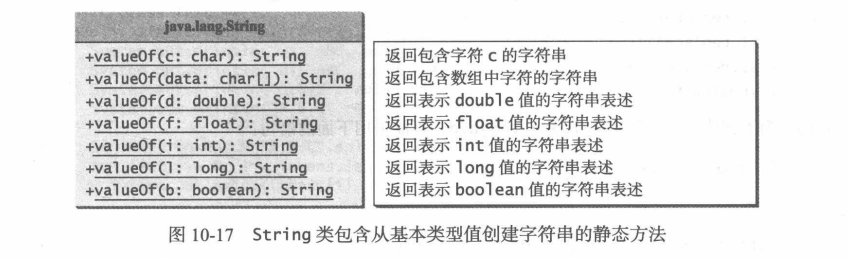 java.lang.String
+valueOf(c: char): String 返回包含字符 c 的字符串
+valueOf(data: char[]): String 返回包含数组中字符的字符串
+valueOf(d: double): String 返回表示 double 值的字符串表述
+valueOf(f: float): String 返回表示 float 值的字符串表述
+valueOf(i: int): String 返回表示 int 值的字符串表述
+valueOf(l: long): String 返回表示 long 值的字符串表述
+valueOf(b: boolean): String 返回表示 boolean 值的字符串表述
图 10-17 String 类包含从基本类型值创建字符串的静态方法